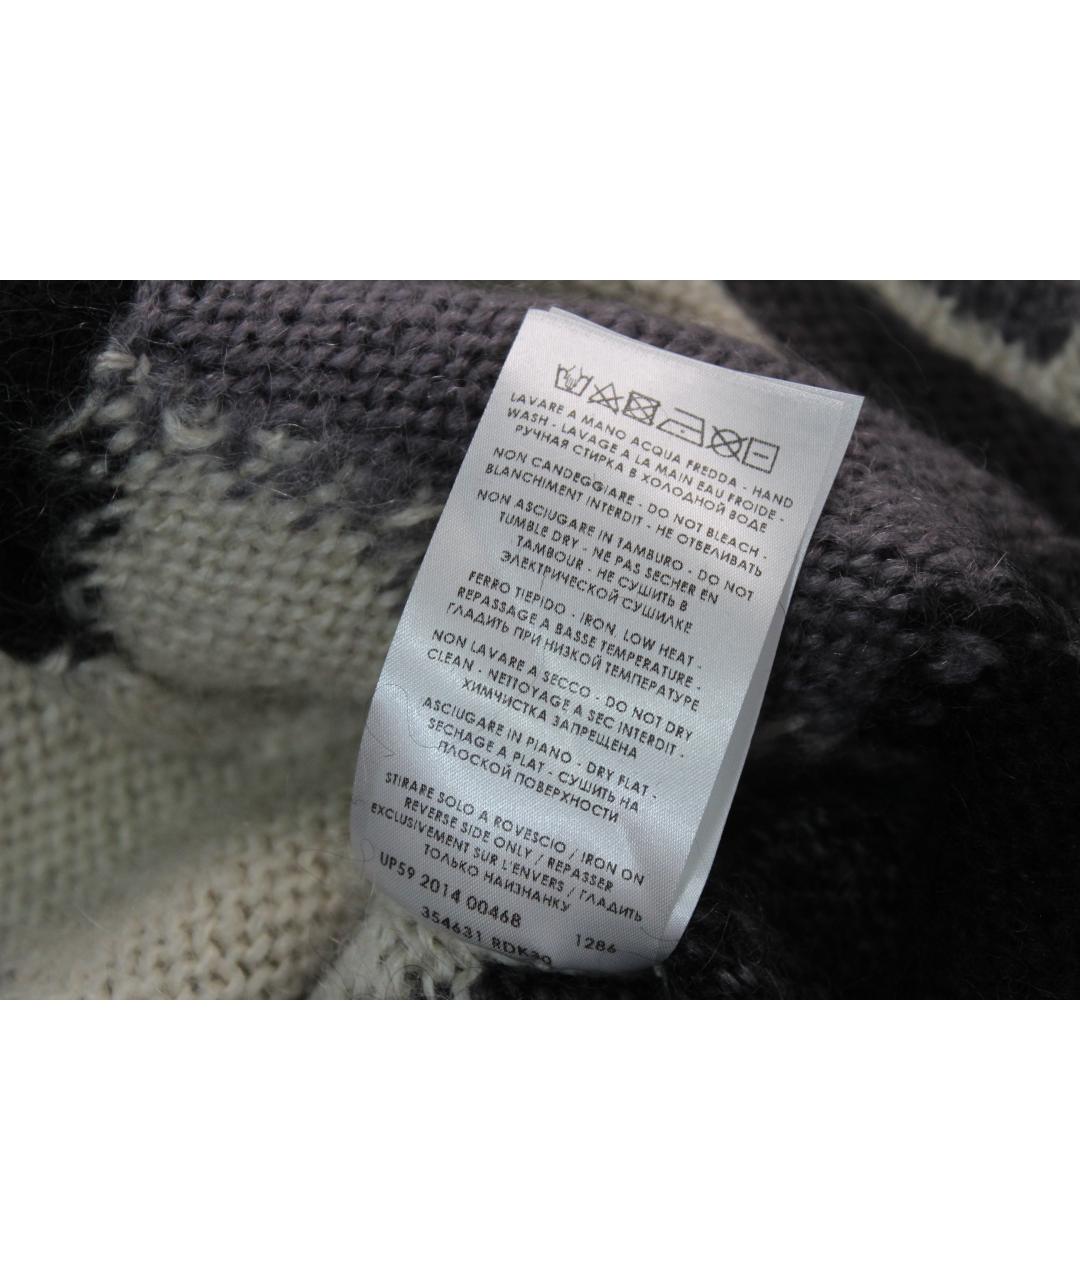 LAVARE A MANO ACQUA FREDDA - HAND
WASH - LAVAGE A LA MAIN EAU FROIDE -
РУЧНАЯ СТИРКА В ХОЛОДНОЙ ВОДЕ
NON CANDEGGIARE - DO NOT BLEACH -
BLANCHIMENT INTERDIT - НЕ ОТБЕЛИВАТЬ
NON ASCIUGARE IN TAMBURO - DO NOT
TUMBLE DRY - NE PAS SECHER EN
TAMBOUR - НЕ СУШИТЬ В
ЭЛЕКТРИЧЕСКОЙ СУШИЛКЕ
FERRO TIEPIDO - IRON, LOW HEAT -
REPASSAGE A BASSE TEMPERATURE -
ГЛАДИТЬ ПРИ НИЗКОЙ ТЕМПЕРАТУРЕ
NON LAVARE A SECCO - DO NOT DRY
CLEAN - NETTOYAGE A SEC INTERDIT -
ХИМЧИСТКА ЗАПРЕЩЕНА
ASCIUGARE IN PIANO - DRY FLAT -
SECHAGE A PLAT - СУШИТЬ НА
ПЛОСКОЙ ПОВЕРХНОСТИ
STIRARE SOLO A ROVESCIO / IRON ON
REVERSE SIDE ONLY / REPASSER
EXCLUSIVEMENT SUR L'ENVERS / ГЛАДИТЬ
ТОЛЬКО НАИЗНАНКУ
UP59 2014 00468 1286
354631